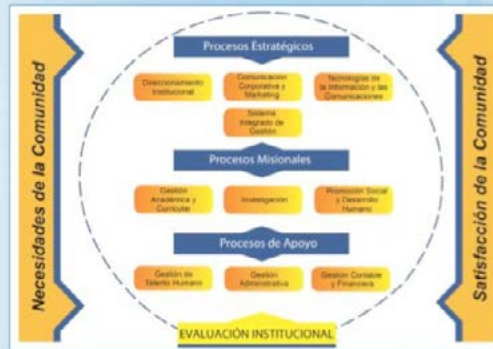 Necesidades de la Comunidad
Procesos Estratégicos
Direccionamiento
Institucional
Comunicación
Corporativa y
Marketing
Tecnologías de
la Información y las
Comunicaciones
Sistema
Integrado de
Gestión
Procesos Misionales
Gestión
Académica y
Curricular
Investigación
Promoción Social
y Desarrollo
Humano
Procesos de Apoyo
Gestión de
Talento Humano
Gestión
Administrativa
Gestión Contable
y Financiera
EVALUACIÓN INSTITUCIONAL
Satisfacción de la Comunidad